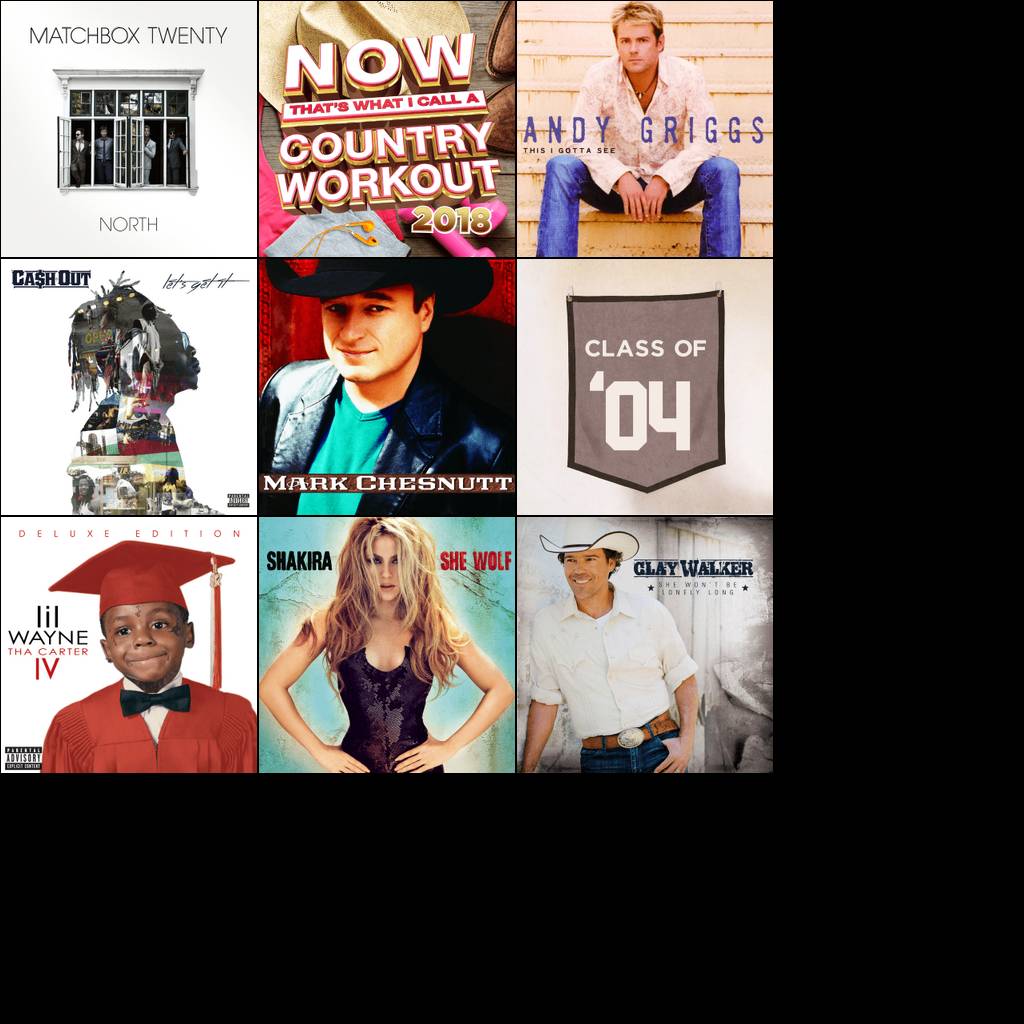 MATCHBOX TWENTY
NORTH
NOW
THAT'S WHAT I CALL A
COUNTRY
WORKOUT
2018
ANDY GRIGGS
THIS I GOTTA SEE
CA$H OUT
let's get it
PARENTAL
ADVISORY
EXPLICIT CONTENT
MARK CHESNUTT
CLASS OF
'04
DELUXE EDITION
lil
WAYNE
THA CARTER
IV
PARENTAL
ADVISORY
EXPLICIT CONTENT
SHAKIRA
SHE WOLF
CLAY WALKER
SHE WON'T BE
LONELY LONG